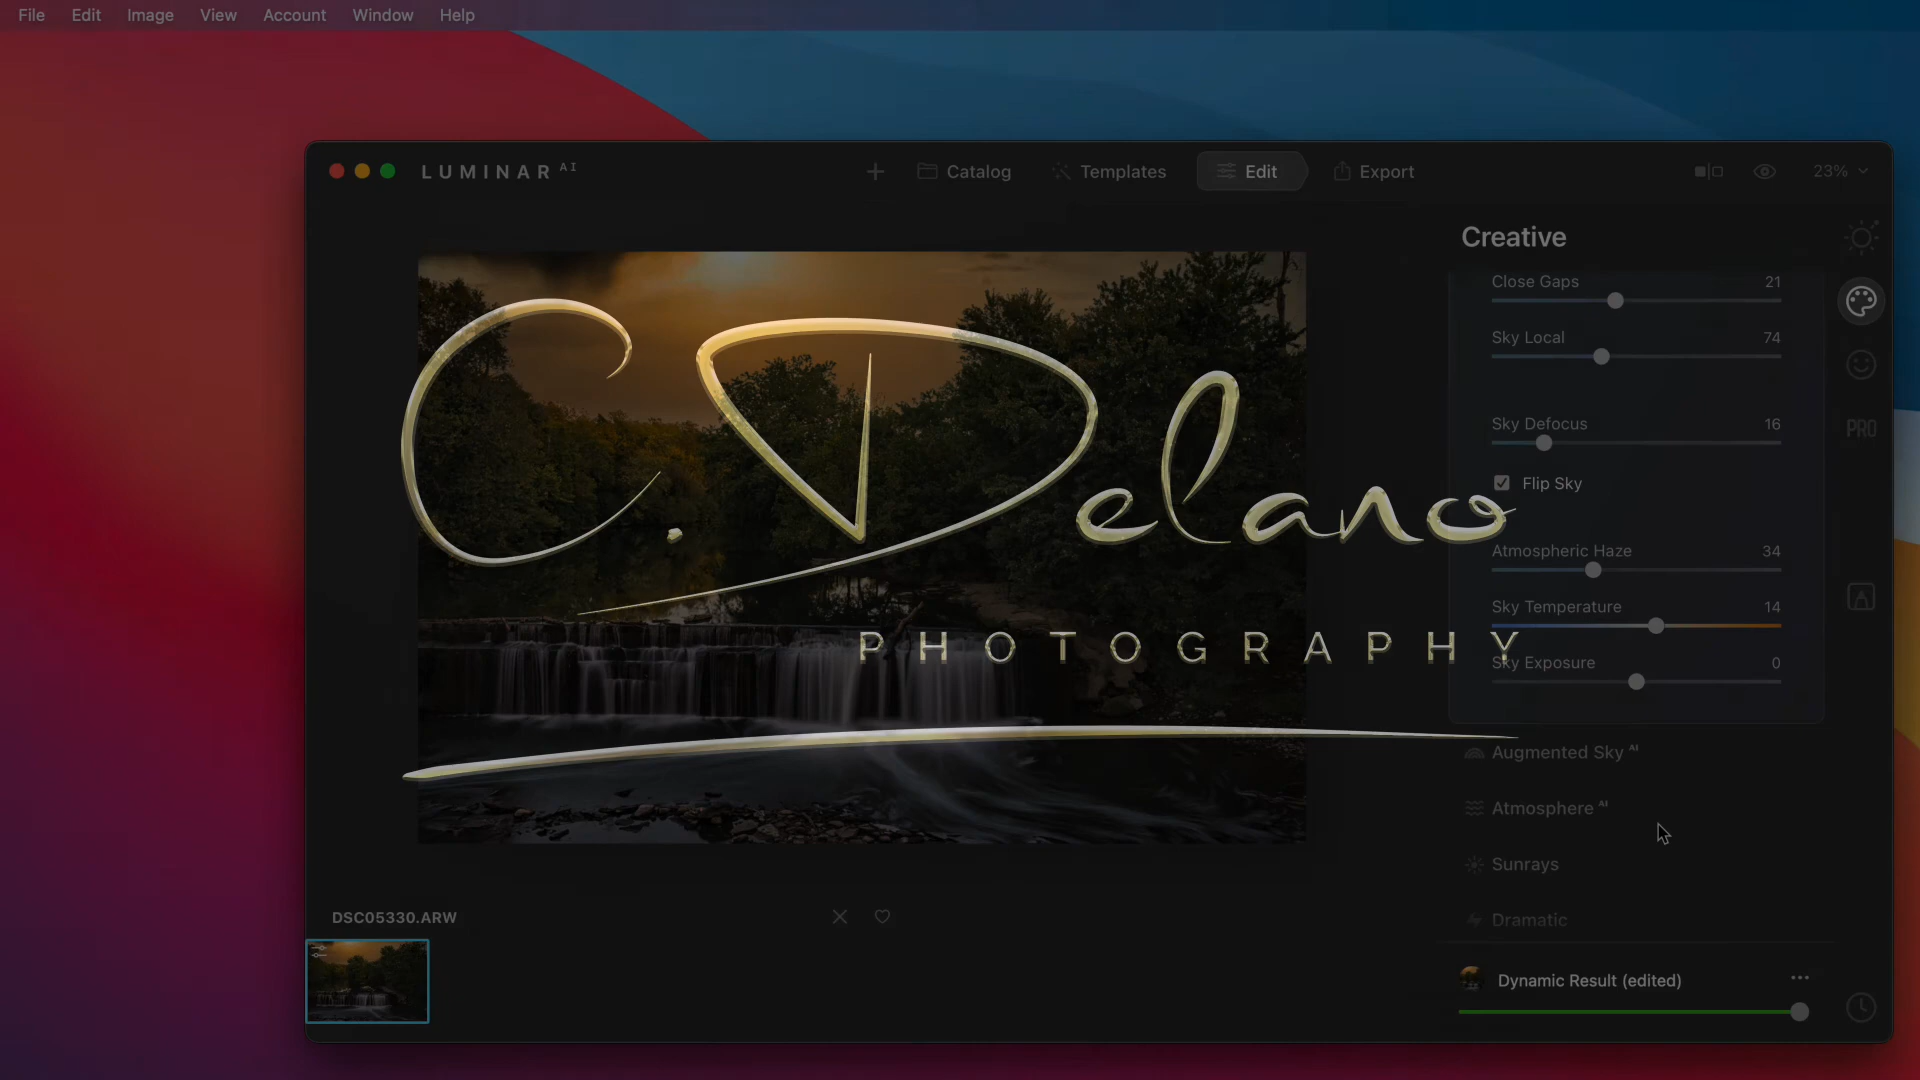 File Edit Image View Account Window Help
LUMINAR AI
Catalog Templates Edit Export 23%
Creative
Close Gaps 21
Sky Local 74
Sky Defocus 16
Flip Sky
Atmospheric Haze 34
Sky Temperature 14
Sky Exposure 0
Augmented Sky AI
Atmosphere AI
Sunrays
Dramatic
PRO
C. Delano
PHOTOGRAPHY
DSC05330.ARW
Dynamic Result (edited)